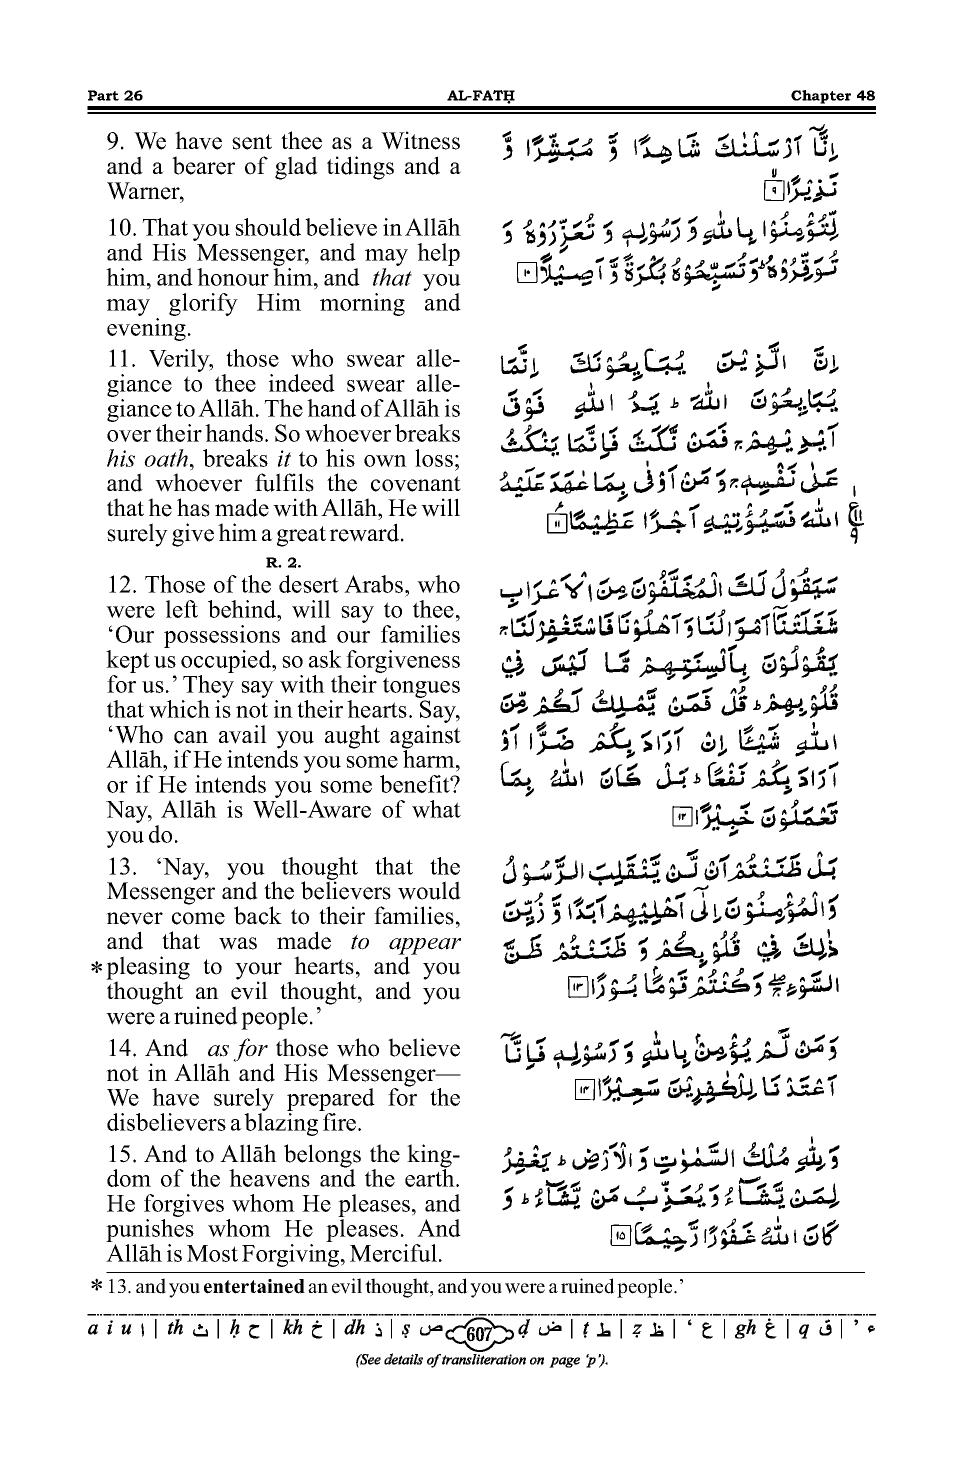 Part 26 AL-FATḤ Chapter 48
9. We have sent thee as a Witness
and a bearer of glad tidings and a
Warner,
اِنَّاۤ اَرْسَلْنٰكَ شَاهِدًا وَّ مُبَشِّرًا وَّ
نَذِيْرًا ۙ۹
10. That you should believe in Allāh
and His Messenger, and may help
him, and honour him, and that you
may glorify Him morning and
evening.
لِّتُؤْمِنُوْا بِاللّٰهِ وَ رَسُوْلِهٖ وَ تُعَزِّرُوْهُ وَ
تُوَقِّرُوْهُ ؕ وَ تُسَبِّحُوْهُ بُكْرَةً وَّ اَصِيْلًا ۱۰
11. Verily, those who swear alle-
giance to thee indeed swear alle-
giance to Allāh. The hand of Allāh is
over their hands. So whoever breaks
his oath, breaks it to his own loss;
and whoever fulfils the covenant
that he has made with Allāh, He will
surely give him a great reward.
اِنَّ الَّذِيْنَ يُبَايِعُوْنَكَ اِنَّمَا
يُبَايِعُوْنَ اللّٰهَ ؕ يَدُ اللّٰهِ فَوْقَ
اَيْدِيْهِمْ ۚ فَمَنْ نَّكَثَ فَاِنَّمَا يَنْكُثُ
عَلٰى نَفْسِهٖ ۚ وَ مَنْ اَوْفٰى بِمَا عٰهَدَ عَلَيْهُ
اللّٰهَ فَسَيُؤْتِيْهِ اَجْرًا عَظِيْمًا ۱۱
R. 2.
12. Those of the desert Arabs, who
were left behind, will say to thee,
‘Our possessions and our families
kept us occupied, so ask forgiveness
for us.’ They say with their tongues
that which is not in their hearts. Say,
‘Who can avail you aught against
Allāh, if He intends you some harm,
or if He intends you some benefit?
Nay, Allāh is Well-Aware of what
you do.
سَيَقُوْلُ لَكَ الْمُخَلَّفُوْنَ مِنَ الْاَعْرَابِ
شَغَلَتْنَاۤ اَمْوَالُنَا وَ اَهْلُوْنَا فَاسْتَغْفِرْ لَنَا ۚ
يَقُوْلُوْنَ بِاَلْسِنَتِهِمْ مَّا لَيْسَ فِيْ
قُلُوْبِهِمْ ؕ قُلْ فَمَنْ يَّمْلِكُ لَكُمْ مِّنَ
اللّٰهِ شَيْئًا اِنْ اَرَادَ بِكُمْ ضَرًّا اَوْ
اَرَادَ بِكُمْ نَفْعًا ؕ بَلْ كَانَ اللّٰهُ بِمَا
تَعْمَلُوْنَ خَبِيْرًا ۱۲
13. ‘Nay, you thought that the
Messenger and the believers would
never come back to their families,
and that was made to appear
*pleasing to your hearts, and you
thought an evil thought, and you
were a ruined people.’
بَلْ ظَنَنْتُمْ اَنْ لَّنْ يَّنْقَلِبَ الرَّسُوْلُ
وَ الْمُؤْمِنُوْنَ اِلٰۤى اَهْلِيْهِمْ اَبَدًا وَّ زُيِّنَ
ذٰلِكَ فِيْ قُلُوْبِكُمْ وَ ظَنَنْتُمْ ظَنَّ
السَّوْءِ ۖۚ وَ كُنْتُمْ قَوْمًۢا بُوْرًا ۱۳
14. And as for those who believe
not in Allāh and His Messenger—
We have surely prepared for the
disbelievers a blazing fire.
وَ مَنْ لَّمْ يُؤْمِنْۢ بِاللّٰهِ وَ رَسُوْلِهٖ فَاِنَّاۤ
اَعْتَدْنَا لِلْكٰفِرِيْنَ سَعِيْرًا ۱۴
15. And to Allāh belongs the king-
dom of the heavens and the earth.
He forgives whom He pleases, and
punishes whom He pleases. And
Allāh is Most Forgiving, Merciful.
وَ لِلّٰهِ مُلْكُ السَّمٰوٰتِ وَ الْاَرْضِ ؕ يَغْفِرُ
لِمَنْ يَّشَآءُ وَ يُعَذِّبُ مَنْ يَّشَآءُ ؕ وَ
كَانَ اللّٰهُ غَفُوْرًا رَّحِيْمًا ۱۵
* 13. and you entertained an evil thought, and you were a ruined people.’
a i u ا | th ث | ḥ ح | kh خ | dh ذ | ṣ ص 607 ḍ ض | ṭ ط | ẓ ظ | ‘ ع | gh غ | q ق | ’ ء
(See details of transliteration on page ‘p’).